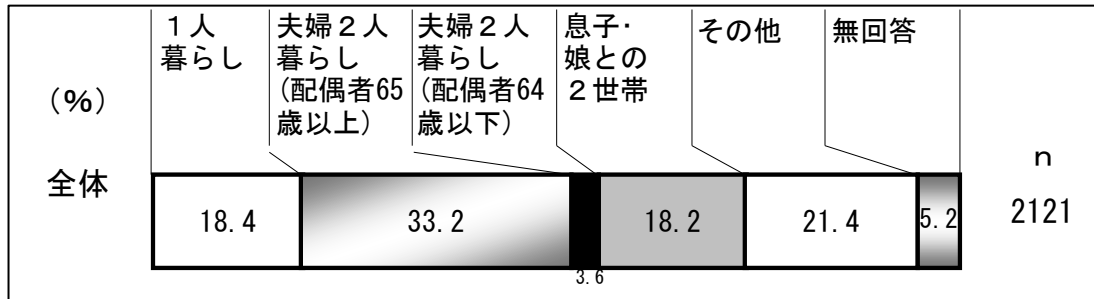 １人
暮らし
夫婦２人
暮らし
(配偶者65
歳以上)
夫婦２人
暮らし
(配偶者64
歳以下)
息子・
娘との
２世帯
その他
無回答
（%）
全体
18.4
33.2
3.6
18.2
21.4
5.2
ｎ
2121